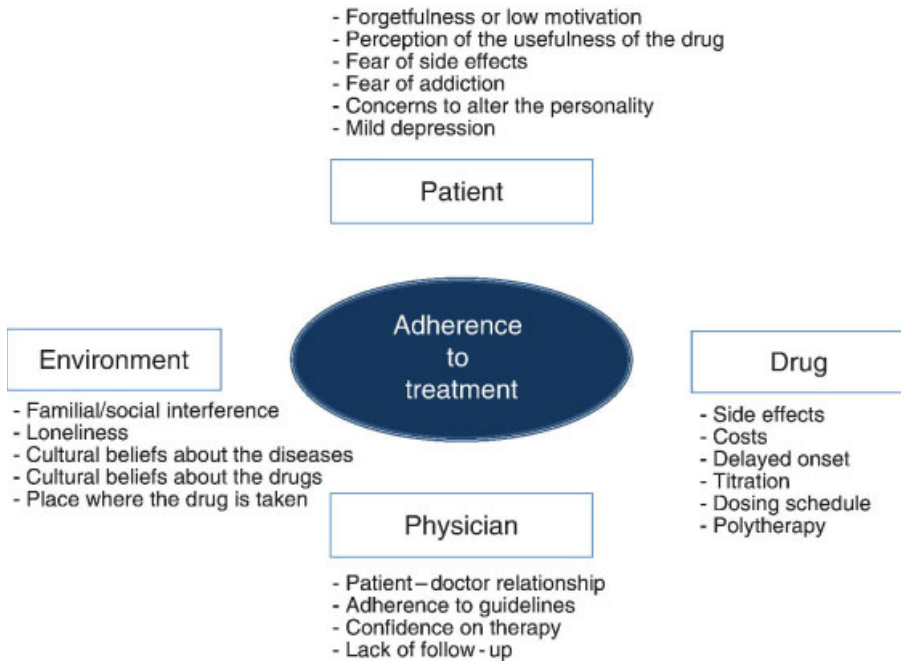 - Forgetfulness or low motivation
- Perception of the usefulness of the drug
- Fear of side effects
- Fear of addiction
- Concerns to alter the personality
- Mild depression
Patient
Adherence
to
treatment
Environment
- Familial/social interference
- Loneliness
- Cultural beliefs about the diseases
- Cultural beliefs about the drugs
- Place where the drug is taken
Drug
- Side effects
- Costs
- Delayed onset
- Titration
- Dosing schedule
- Polytherapy
Physician
- Patient–doctor relationship
- Adherence to guidelines
- Confidence on therapy
- Lack of follow-up